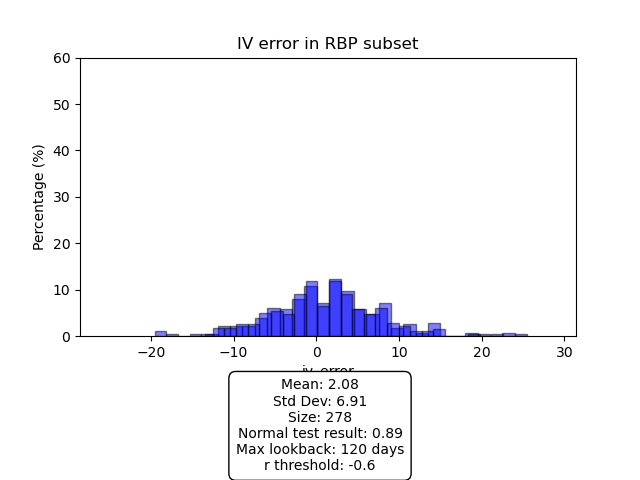 IV error in RBP subset
Percentage (%)
60
50
40
30
20
10
0
−20 −10 0 10 20 30
iv_error
Mean: 2.08
Std Dev: 6.91
Size: 278
Normal test result: 0.89
Max lookback: 120 days
r threshold: -0.6